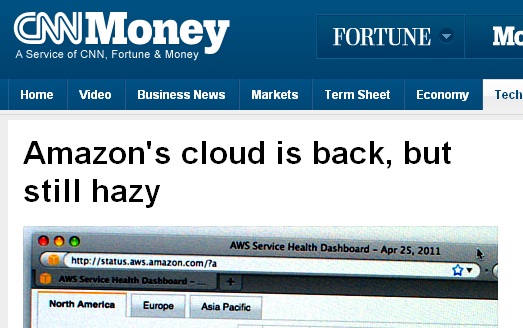 CNNMoney
A Service of CNN, Fortune & Money
FORTUNE
Mo
Home Video Business News Markets Term Sheet Economy Tech
Amazon's cloud is back, but
still hazy
AWS Service Health Dashboard – Apr 25, 2011
http://status.aws.amazon.com/?a
AWS Service Health Dashboard – ...
North America Europe Asia Pacific